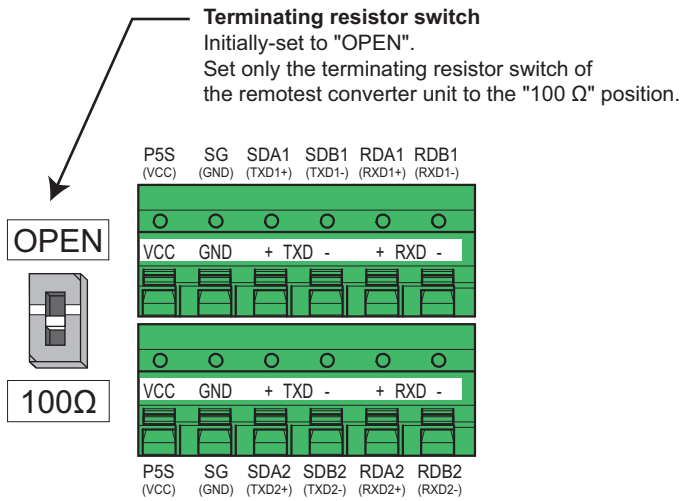 Terminating resistor switch
Initially-set to "OPEN".
Set only the terminating resistor switch of
the remotest converter unit to the "100 Ω" position.
P5S SG SDA1 SDB1 RDA1 RDB1
(VCC) (GND) (TXD1+) (TXD1-) (RXD1+) (RXD1-)
OPEN
VCC GND + TXD - + RXD -
VCC GND + TXD - + RXD -
100Ω
P5S SG SDA2 SDB2 RDA2 RDB2
(VCC) (GND) (TXD2+) (TXD2-) (RXD2+) (RXD2-)